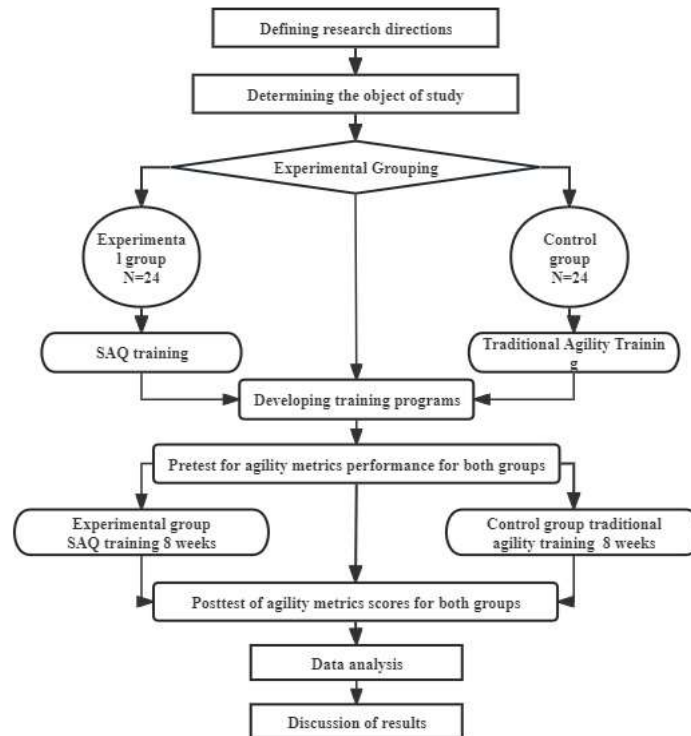 Defining research directions
Determining the object of study
Experimental Grouping
Experimenta
l group
N=24
Control
group
N=24
SAQ training
Traditional Agility Trainin
g
Developing training programs
Pretest for agility metrics performance for both groups
Experimental group
SAQ training 8 weeks
Control group traditional
agility training 8 weeks
Posttest of agility metrics scores for both groups
Data analysis
Discussion of results